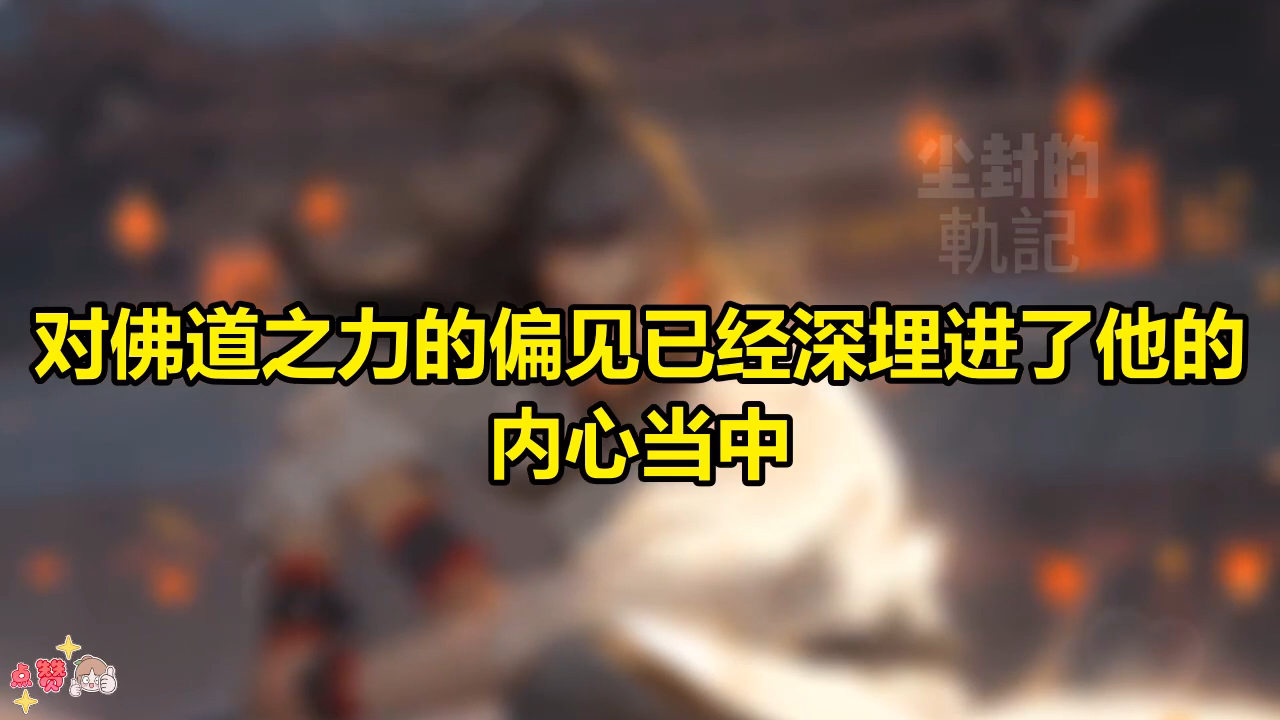 尘封的
軌記
对佛道之力的偏见已经深埋进了他的
内心当中
点赞